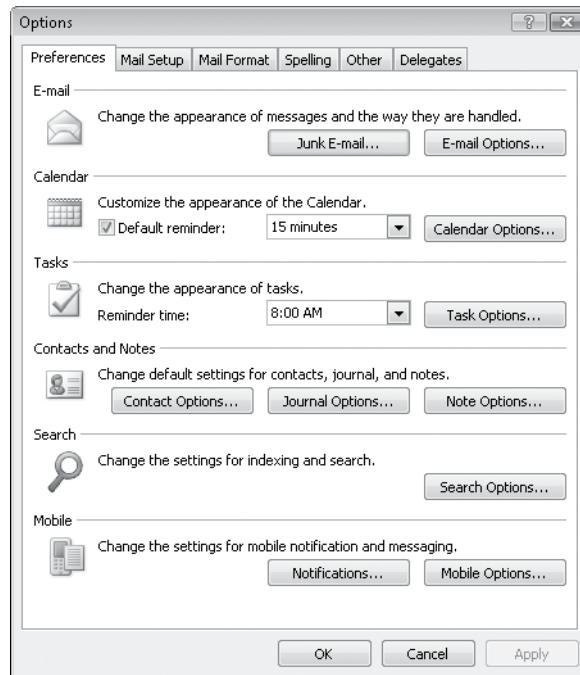 Options
Preferences Mail Setup Mail Format Spelling Other Delegates
E-mail
Change the appearance of messages and the way they are handled.
Junk E-mail... E-mail Options...
Calendar
Customize the appearance of the Calendar.
Default reminder: 15 minutes Calendar Options...
Tasks
Change the appearance of tasks.
Reminder time: 8:00 AM Task Options...
Contacts and Notes
Change default settings for contacts, journal, and notes.
Contact Options... Journal Options... Note Options...
Search
Change the settings for indexing and search.
Search Options...
Mobile
Change the settings for mobile notification and messaging.
Notifications... Mobile Options...
OK Cancel Apply